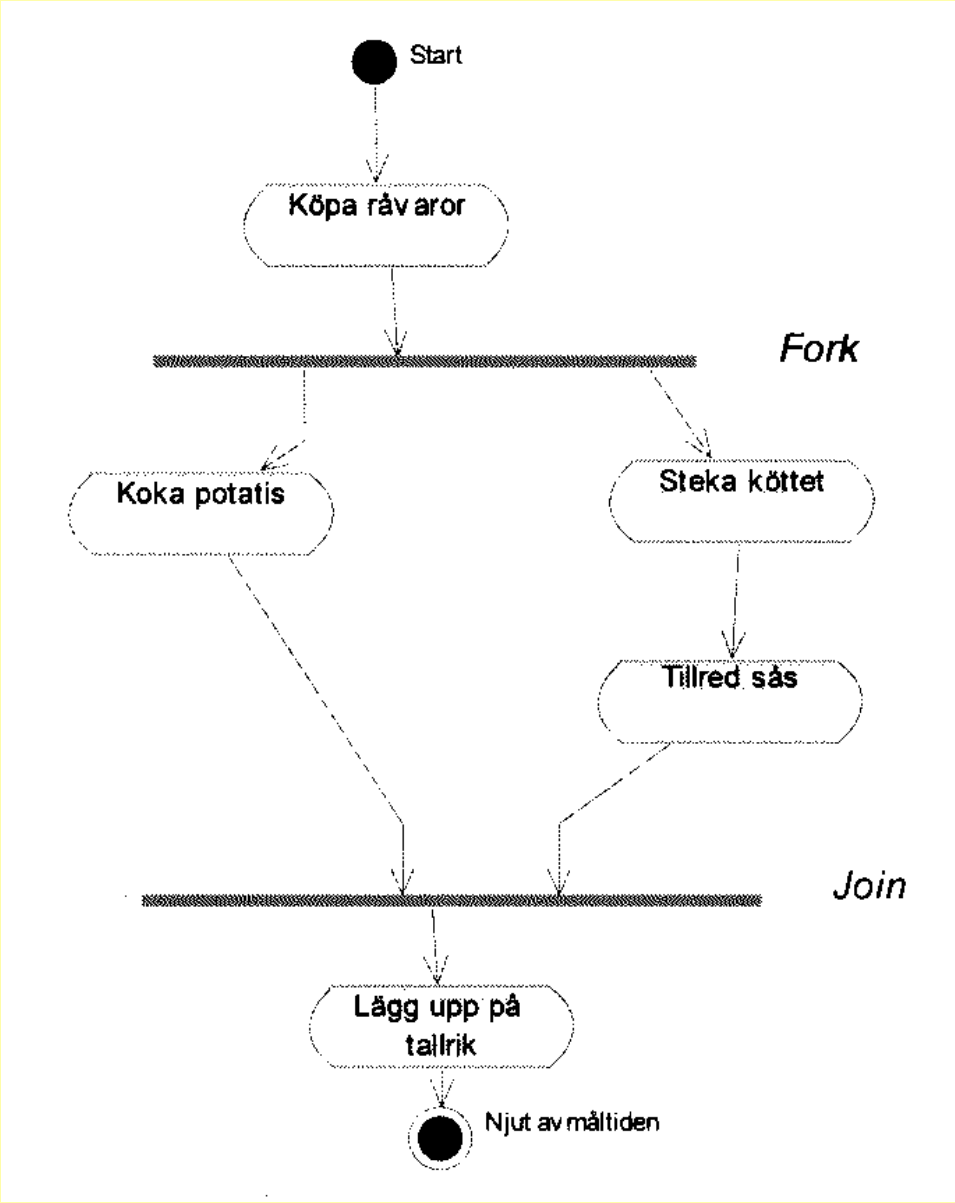 Start
Köpa råvaror
Fork
Koka potatis
Steka köttet
Tillred sås
Join
Lägg upp på
tallrik
Njut av måltiden